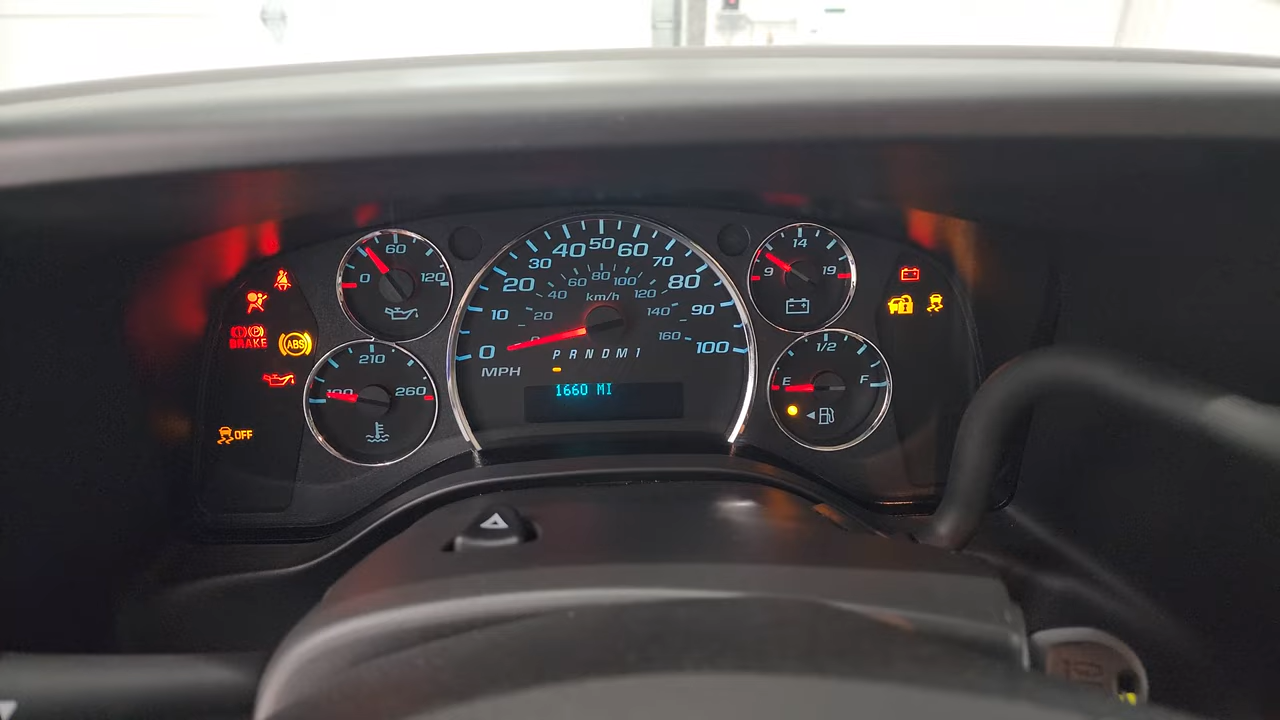 0 60 120
210
100 260
0 10 20 30 40 50 60 70 80 90 100
20 40 60 80 100 120 140 160
km/h
MPH
P R N D M 1
1660 MI
9 14 19
E 1/2 F
BRAKE
P
ABS
OFF